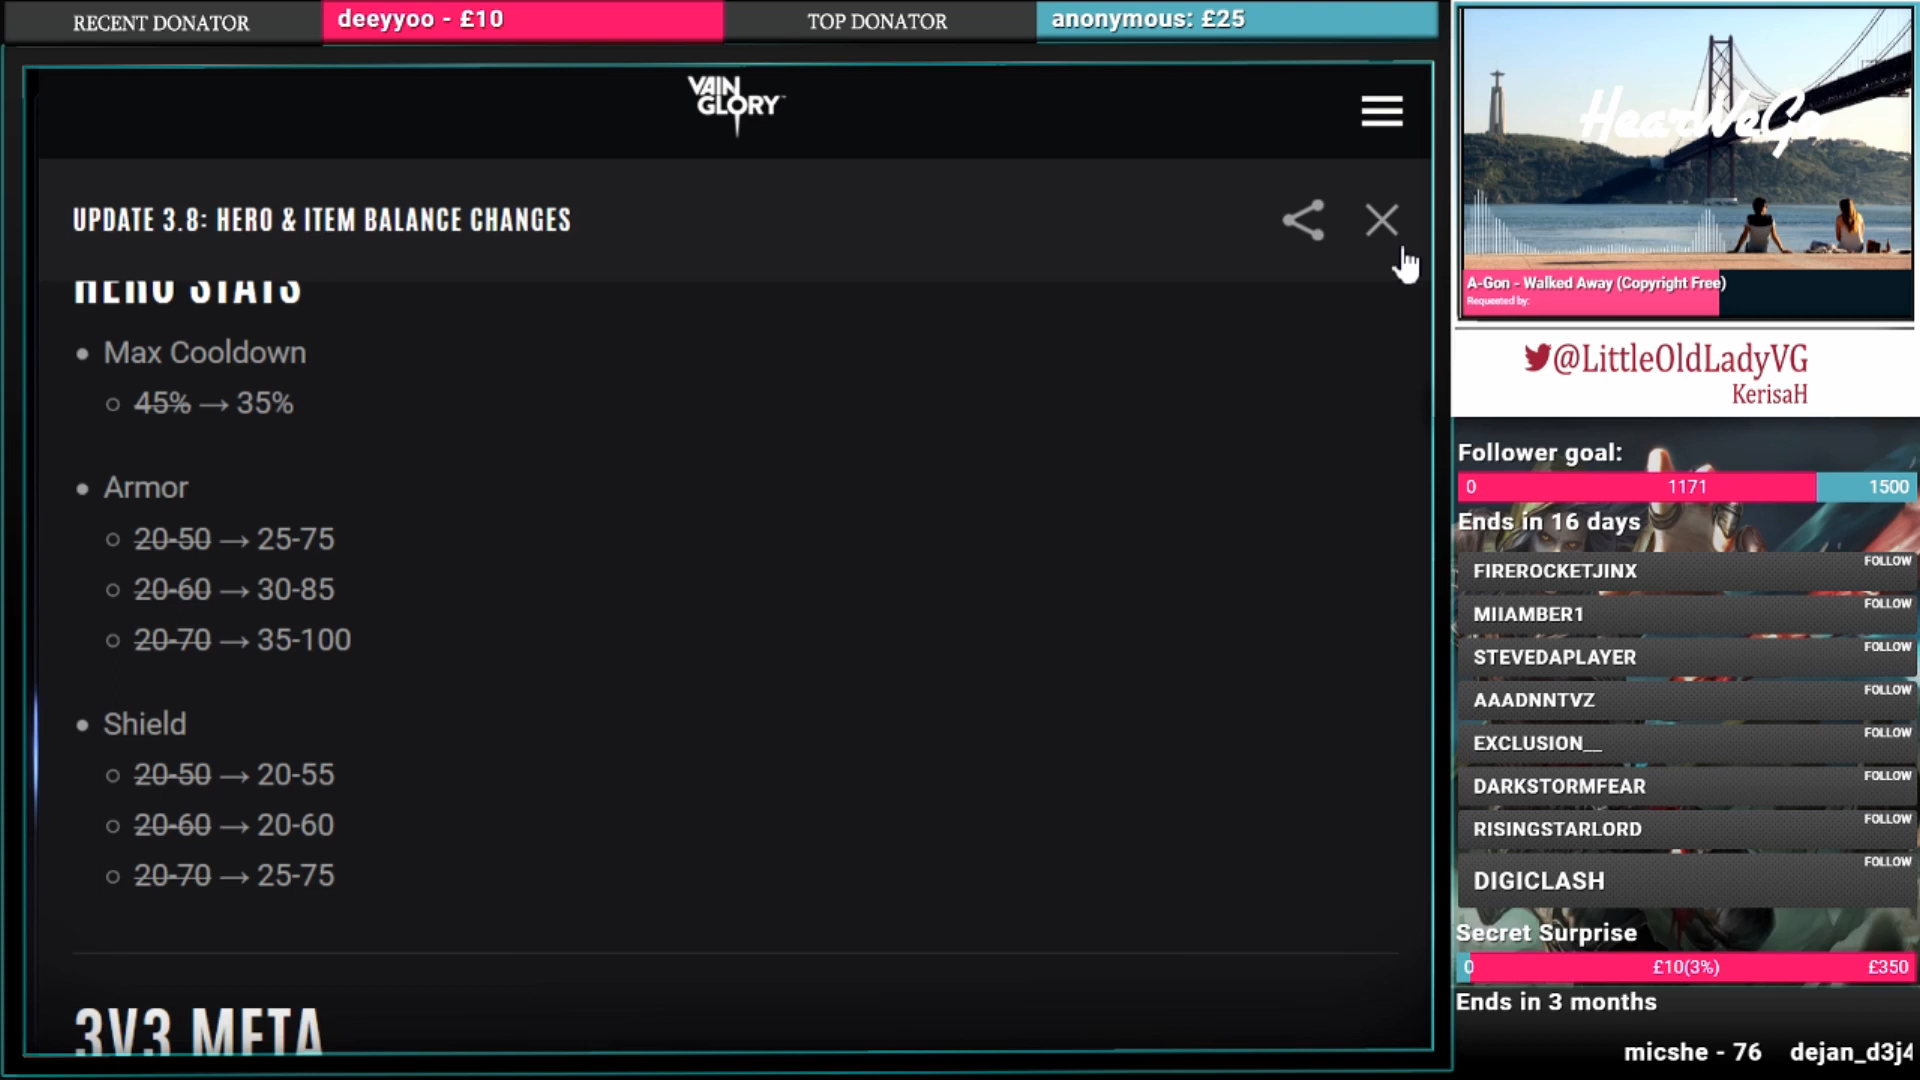 RECENT DONATOR
deeyyoo - £10
TOP DONATOR
anonymous: £25
VAIN
GLORY
UPDATE 3.8: HERO & ITEM BALANCE CHANGES
HERO STATS
Max Cooldown
45% → 35%
Armor
20-50 → 25-75
20-60 → 30-85
20-70 → 35-100
Shield
20-50 → 20-55
20-60 → 20-60
20-70 → 25-75
3V3 META
HearWeGo
A-Gon - Walked Away (Copyright Free)
Requested by:
@LittleOldLadyVG
KerisaH
Follower goal:
0 1171 1500
Ends in 16 days
FIREROCKETJINX FOLLOW
MIIAMBER1 FOLLOW
STEVEDAPLAYER FOLLOW
AAADNNTVZ FOLLOW
EXCLUSION__ FOLLOW
DARKSTORMFEAR FOLLOW
RISINGSTARLORD FOLLOW
DIGICLASH FOLLOW
Secret Surprise
0 £10(3%) £350
Ends in 3 months
micshe - 76 dejan_d3j4